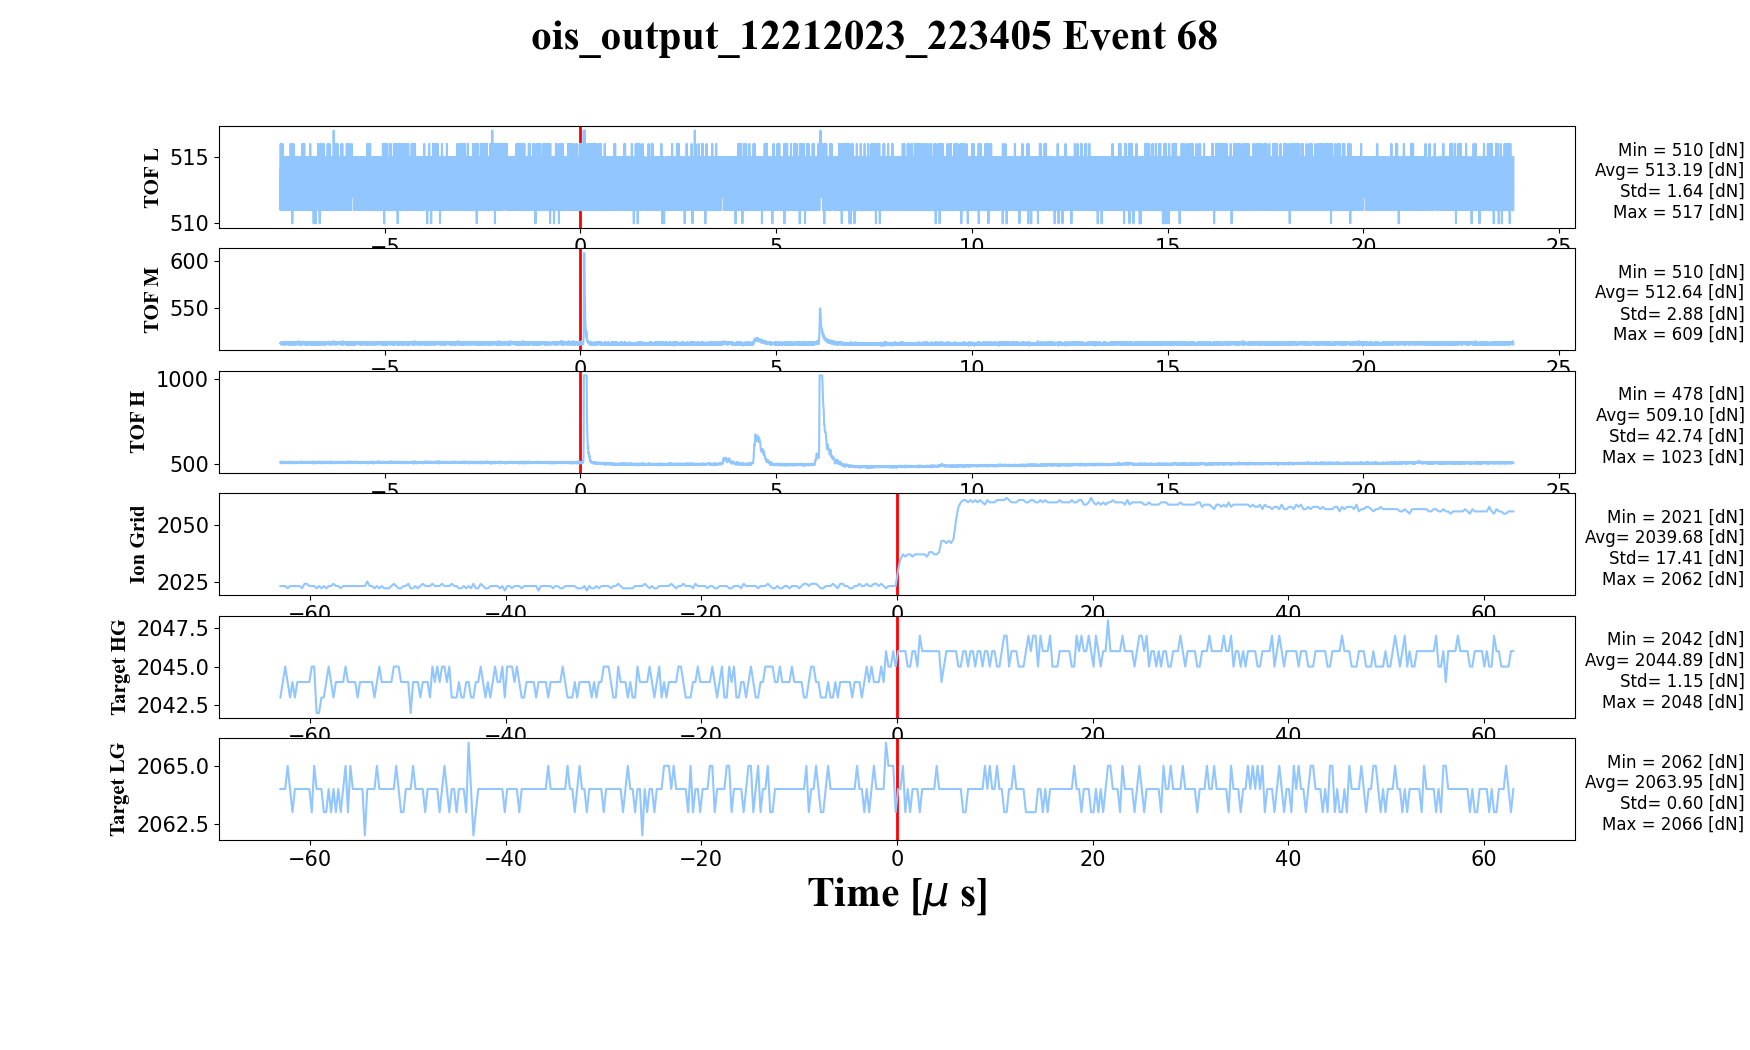 ois_output_12212023_223405 Event 68
TOF L
515
510
−5
0
5
10
15
20
25
Min = 510 [dN]
Avg= 513.19 [dN]
Std= 1.64 [dN]
Max = 517 [dN]
TOF M
600
550
−5
0
5
10
15
20
25
Min = 510 [dN]
Avg= 512.64 [dN]
Std= 2.88 [dN]
Max = 609 [dN]
TOF H
1000
500
−5
0
5
10
15
20
25
Min = 478 [dN]
Avg= 509.10 [dN]
Std= 42.74 [dN]
Max = 1023 [dN]
Ion Grid
2050
2025
−60
−40
−20
0
20
40
60
Min = 2021 [dN]
Avg= 2039.68 [dN]
Std= 17.41 [dN]
Max = 2062 [dN]
Target HG
2047.5
2045.0
2042.5
−60
−40
−20
0
20
40
60
Min = 2042 [dN]
Avg= 2044.89 [dN]
Std= 1.15 [dN]
Max = 2048 [dN]
Target LG
2065.0
2062.5
−60
−40
−20
0
20
40
60
Min = 2062 [dN]
Avg= 2063.95 [dN]
Std= 0.60 [dN]
Max = 2066 [dN]
Time [μ s]